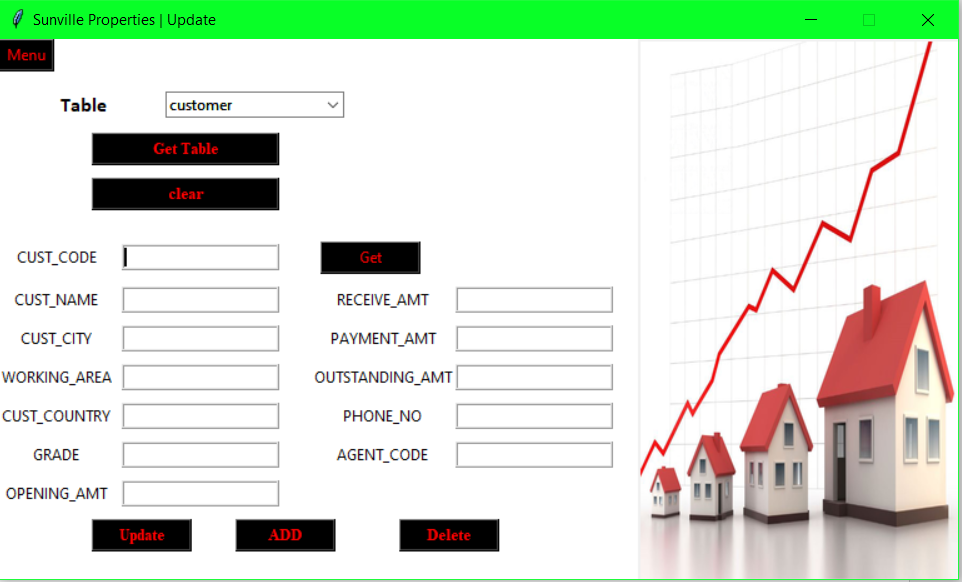 Sunville Properties | Update
Menu
Table customer
Get Table
clear
CUST_CODE Get
CUST_NAME RECEIVE_AMT
CUST_CITY PAYMENT_AMT
WORKING_AREA OUTSTANDING_AMT
CUST_COUNTRY PHONE_NO
GRADE AGENT_CODE
OPENING_AMT
Update ADD Delete